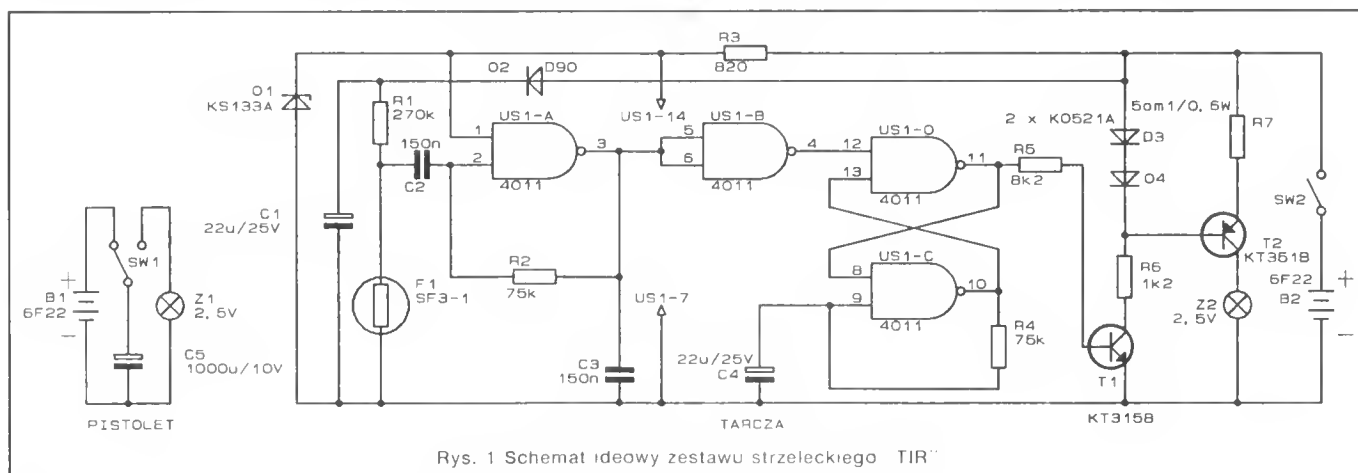 R3
820
O2
D90
O1
KS133A
R1
270k
150n
C2
US1-A
1
2
3
4011
US1-14
US1-B
5
6
4
4011
US1-D
12
13
11
4011
R5
8k2
2 x KO521A
5om1/0,6W
D3
O4
R7
SW2
T2
KT351B
6F22
B2
+
–
Z2
2,5V
R6
1k2
T1
KT315B
US1-C
8
9
10
4011
R4
75k
22u/25V
C4
C1
22u/25V
R2
75k
F1
SF3-1
US1-7
C3
150n
SW1
+
–
B1
6F22
Z1
2,5V
C5
1000u/10V
PISTOLET
TARCZA
Rys. 1 Schemat ideowy zestawu strzeleckiego "TIR"